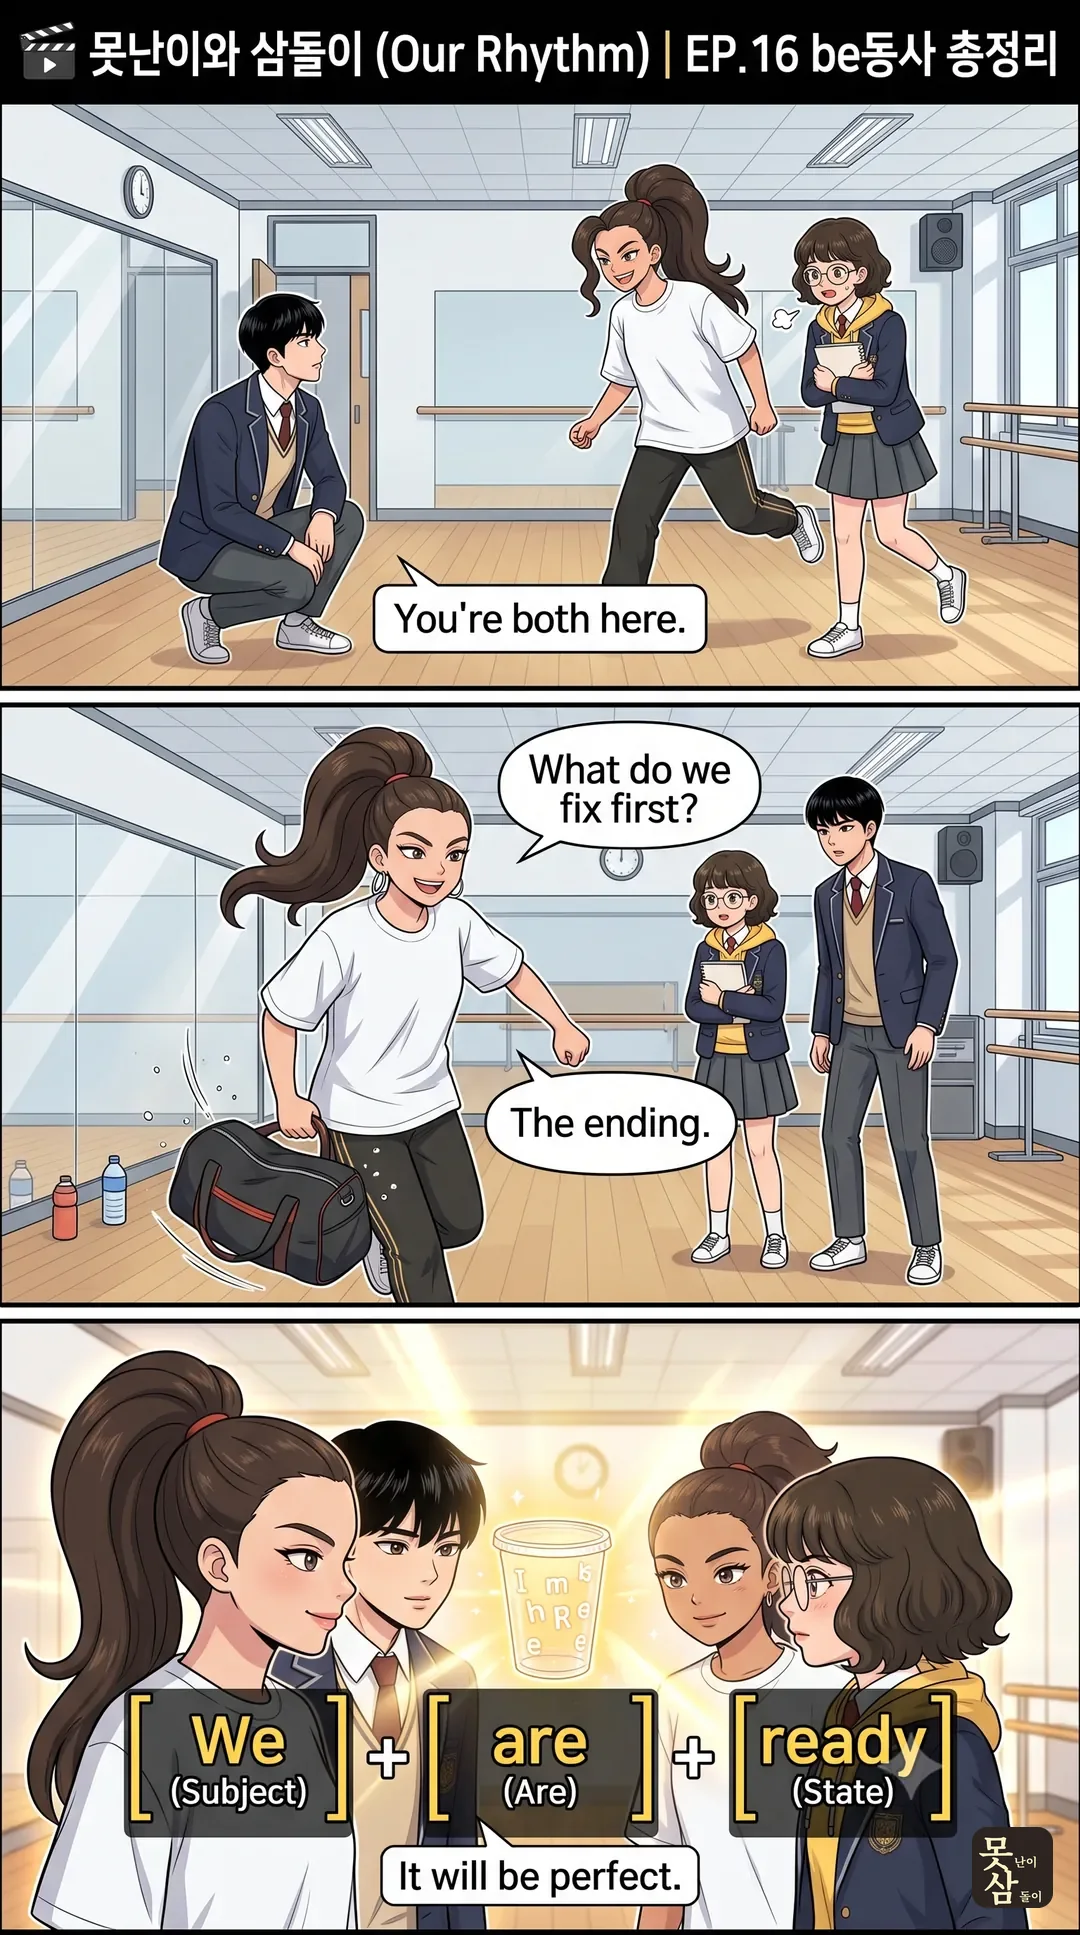 못난이와 삼돌이 (Our Rhythm) | EP.16 be동사 총정리
You're both here.
What do we
fix first?
The ending.
I m
h R e
e e
[We] + [are] + [ready]
(Subject) (Are) (State)
It will be perfect.
못난이
삼돌이